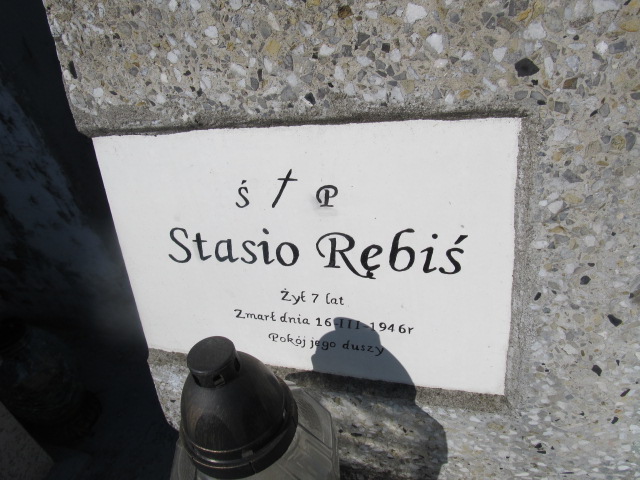 Ś † P
Stasio Rębiś
Żył 7 lat
Zmarł dnia 16-III-1946r
Pokój jego duszy